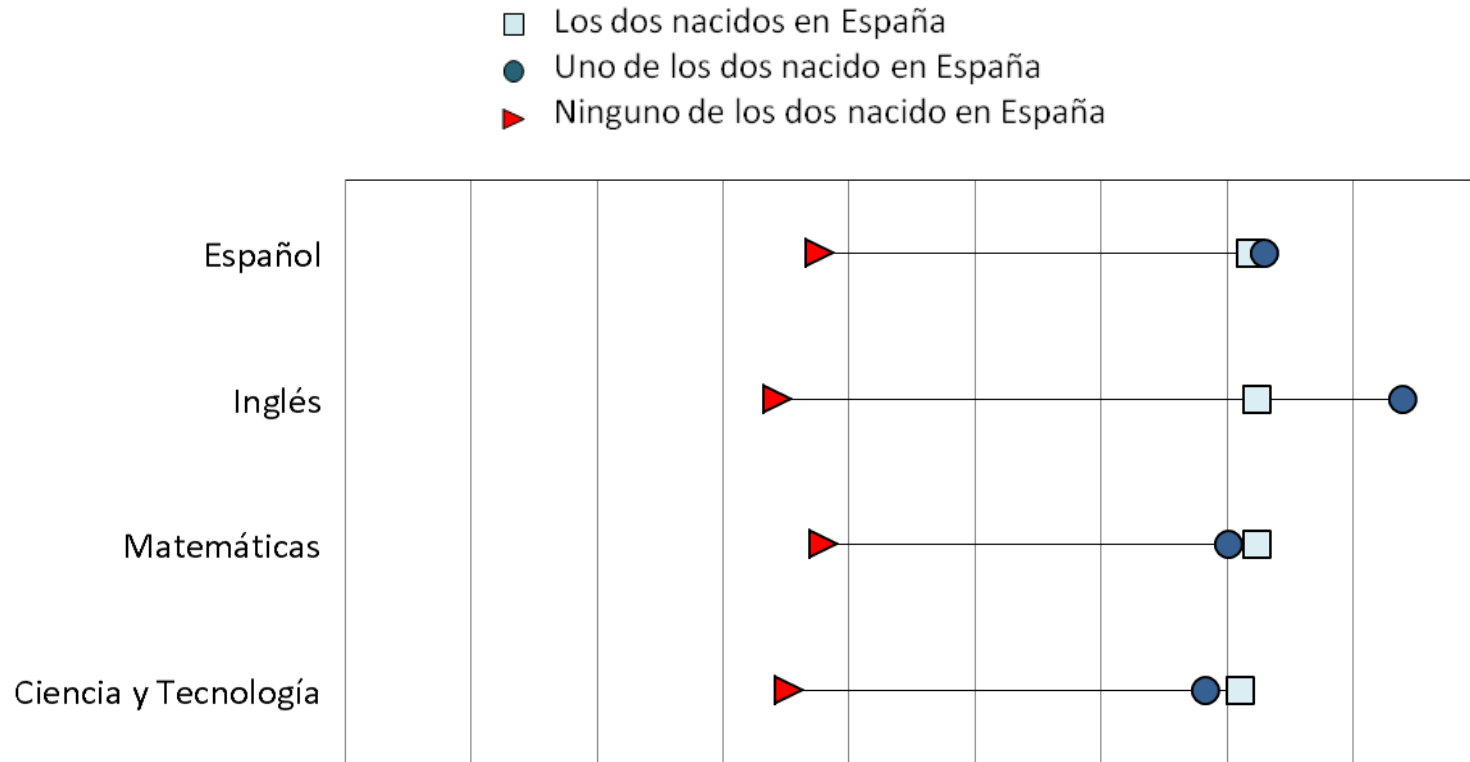 Los dos nacidos en España
Uno de los dos nacido en España
Ninguno de los dos nacido en España
Español
Inglés
Matemáticas
Ciencia y Tecnología